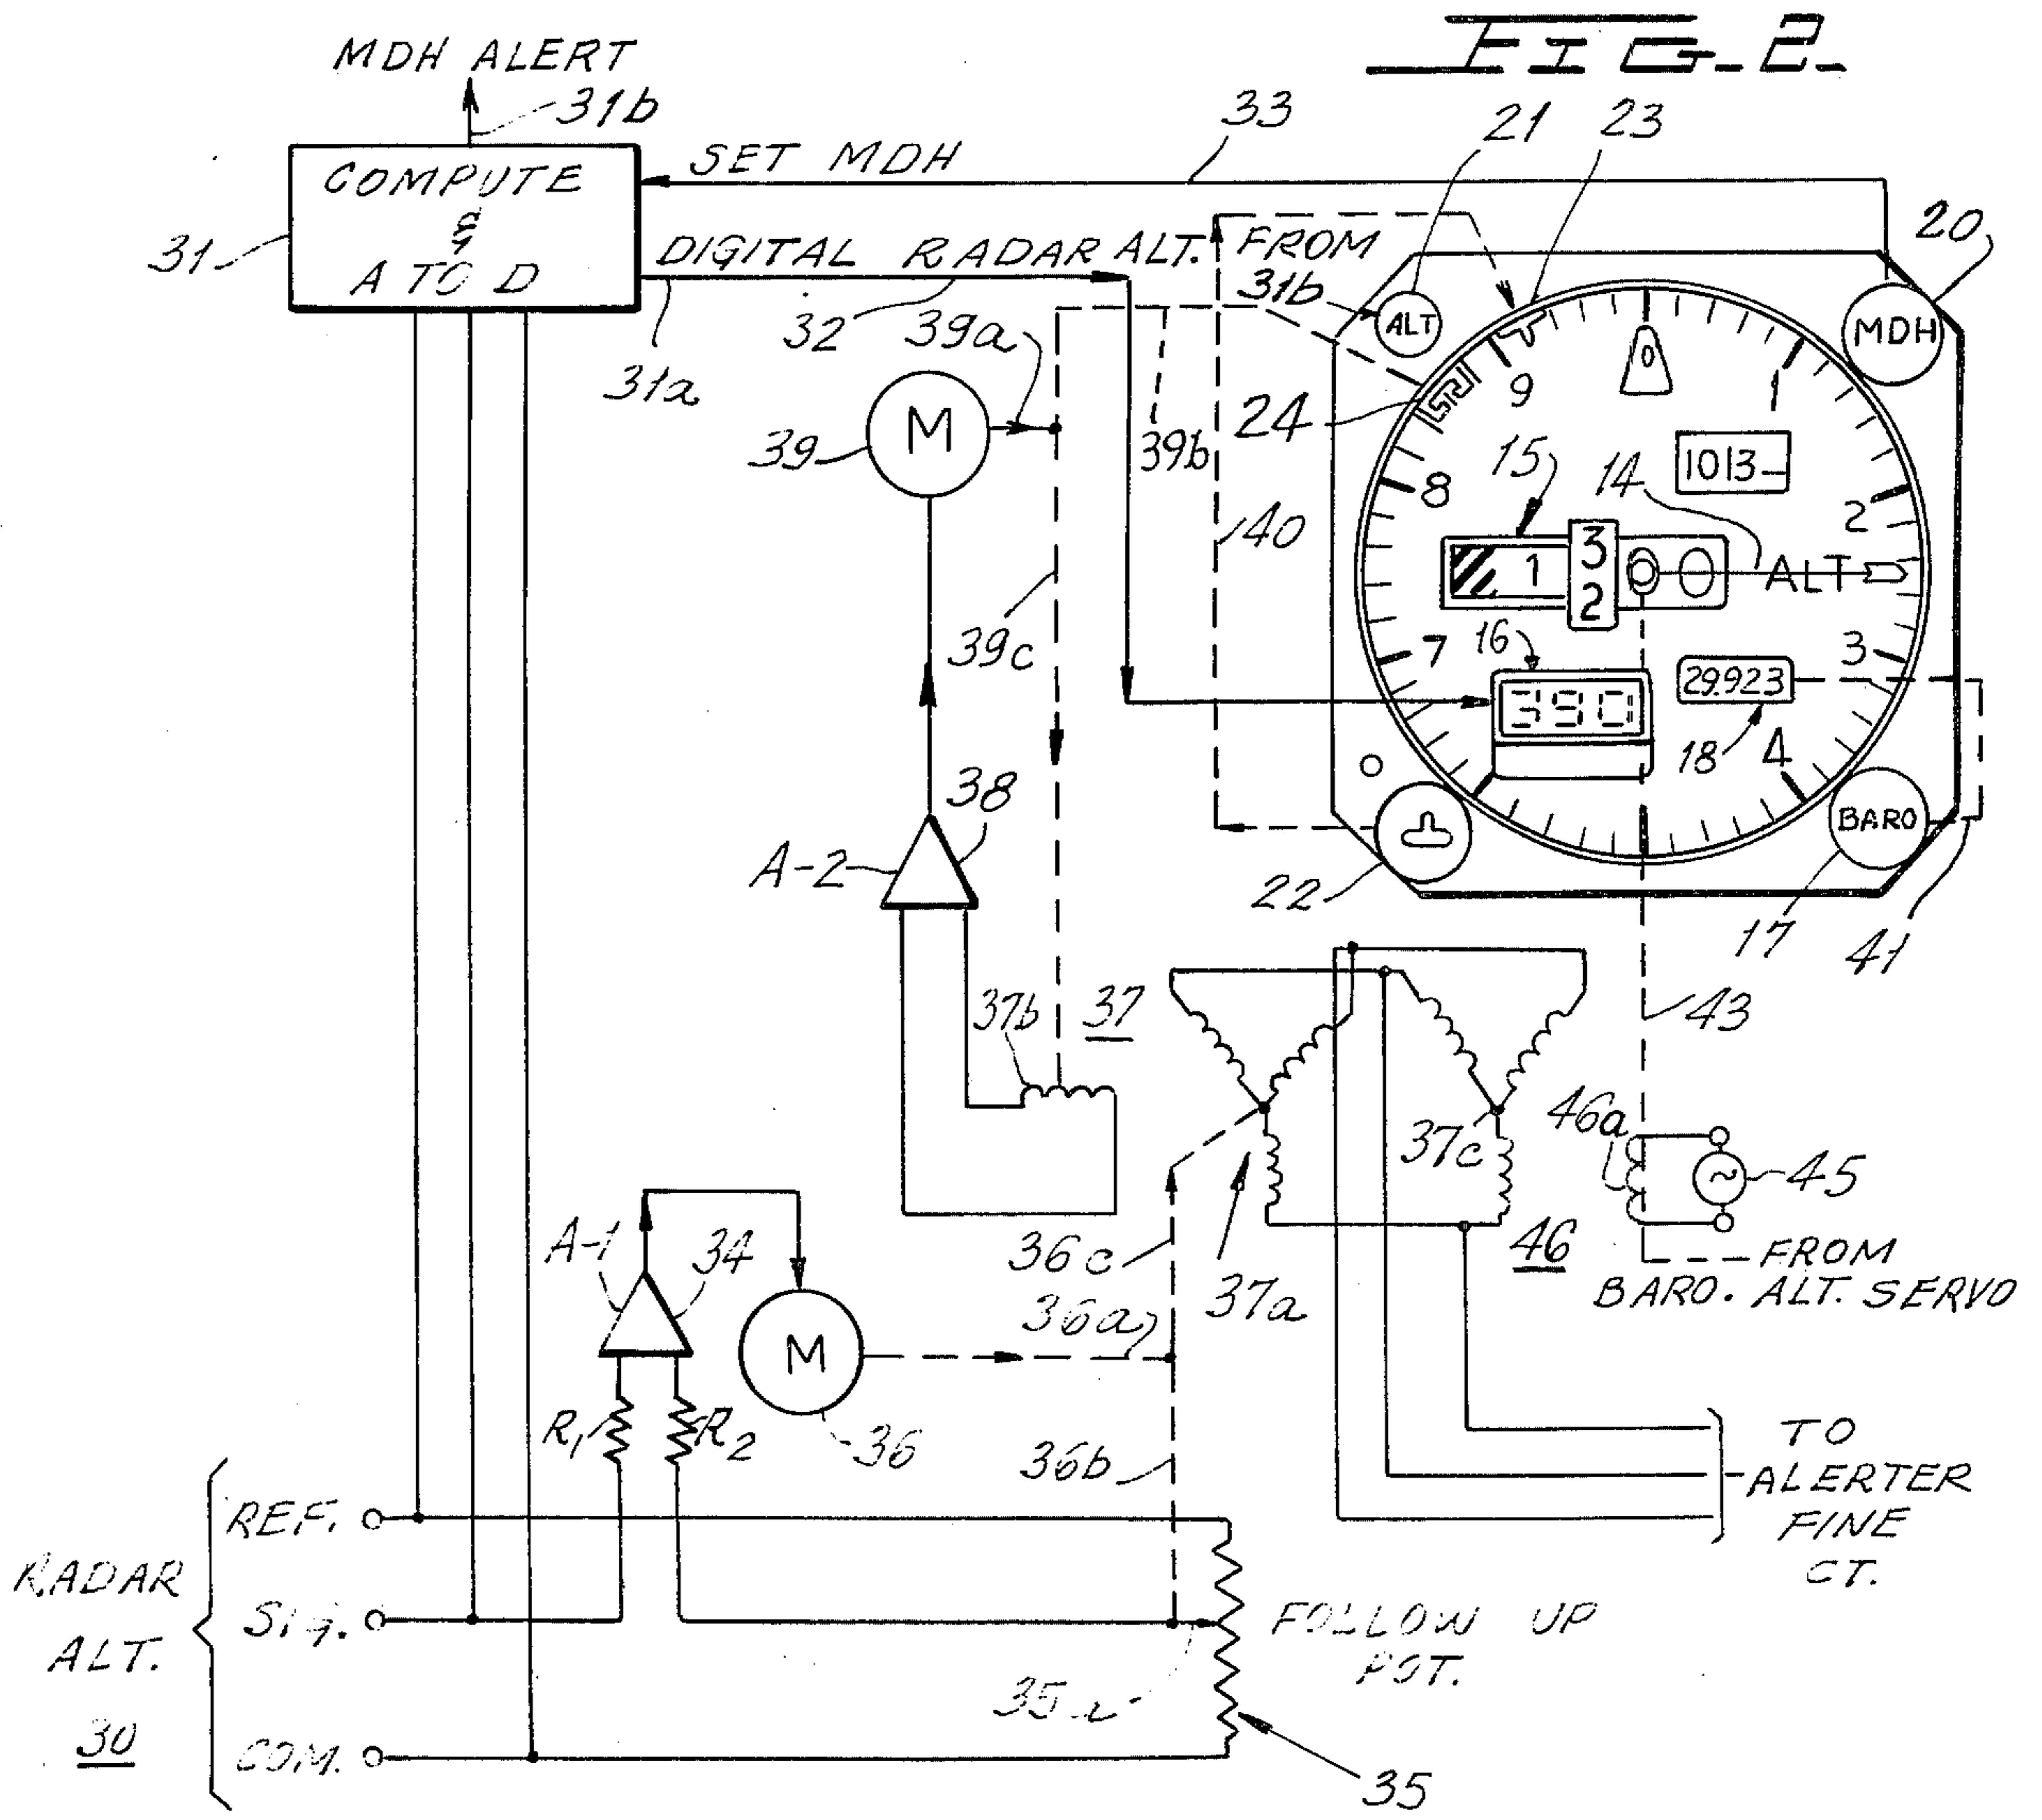 FIG-2-
MDH ALERT
31b
33
21
23
20
SET MDH
COMPUTE
&
A TO D
31
DIGITAL RADAR ALT.
FROM
31b
31a
32
39a
39b
ALT
MDH
0
1
2
3
4
7
8
9
24
1013
15
14
1
3
2
0
ALT
M
39
40
39c
16
390
29.923
18
BARO
22
17
41
A-2
38
37b
37
43
37c
46a
45
46
FROM
BARO. ALT. SERVO
A-1
34
36c
37a
36a
M
36
R1
R2
36b
TO
ALERTER
FINE
CT.
RADAR
ALT.
30
REF.
SIG.
COM.
FOLLOW UP
POT.
35a
35